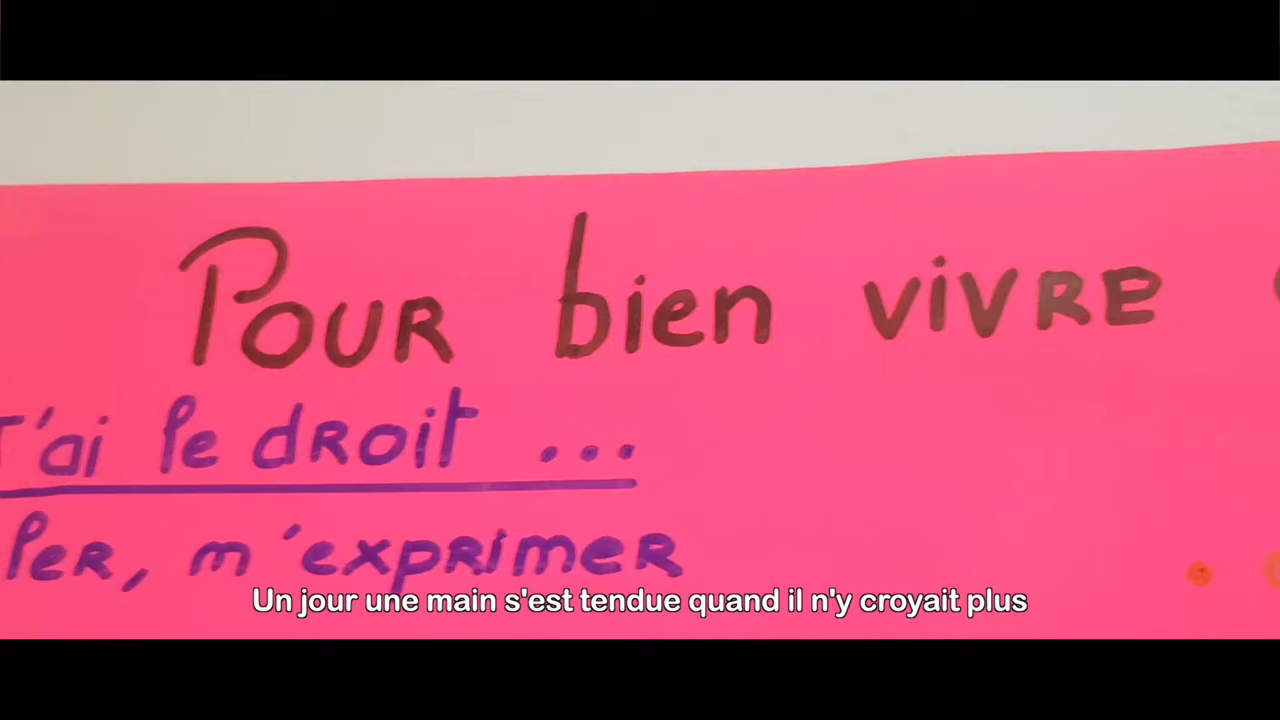 Pour bien vivre
J'ai le droit ...
ler, m'exprimer
Un jour une main s'est tendue quand il n'y croyait plus